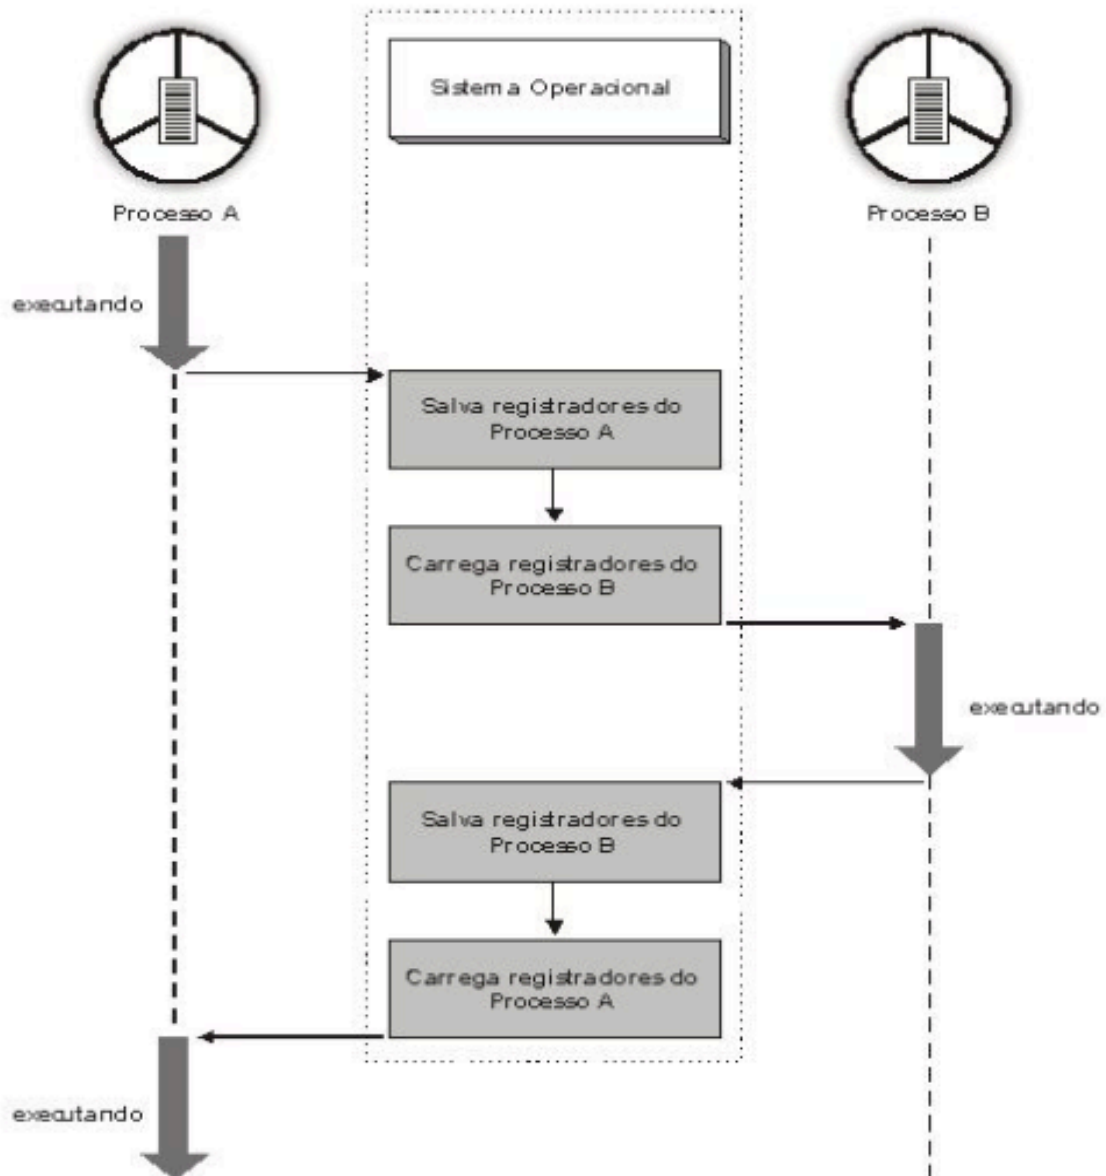 Sistema Operacional
Processo A
Processo B
executando
Salva registradores do
Processo A
Carrega registradores do
Processo B
executando
Salva registradores do
Processo B
Carrega registradores do
Processo A
executando